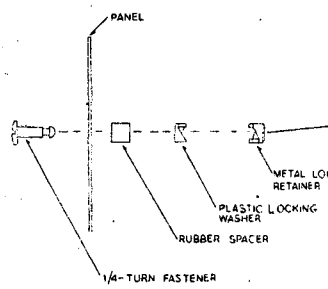 PANEL
METAL LO
RETAINER
PLASTIC LOCKING
WASHER
RUBBER SPACER
1/4-TURN FASTENER